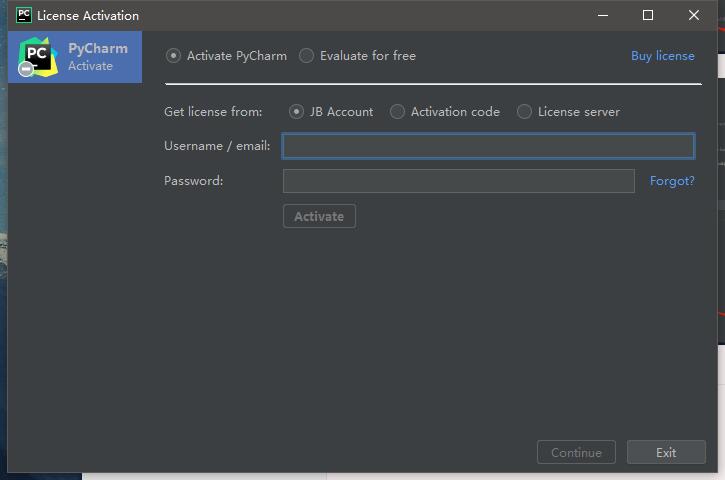 PC License Activation
PC PyCharm
Activate
Activate PyCharm Evaluate for free Buy license
Get license from: JB Account Activation code License server
Username / email:
Password: Forgot?
Activate
Continue Exit